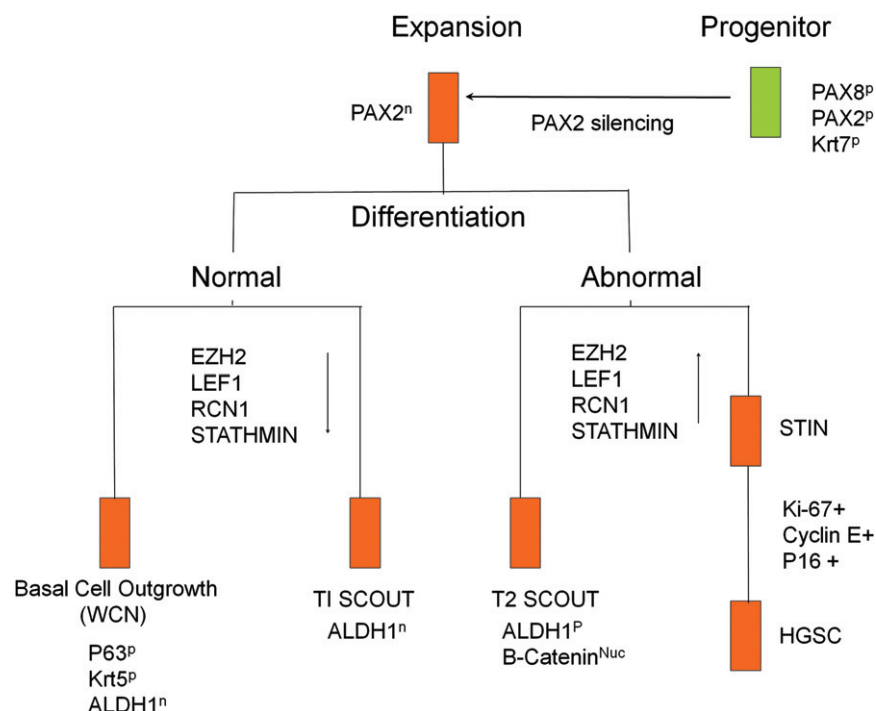 Expansion
Progenitor
PAX2ⁿ
PAX2 silencing
PAX8ᵖ
PAX2ᵖ
Krt7ᵖ
Differentiation
Normal
Abnormal
EZH2
LEF1
RCN1
STATHMIN
EZH2
LEF1
RCN1
STATHMIN
STIN
Ki-67+
Cyclin E+
P16 +
HGSC
Basal Cell Outgrowth
(WCN)
P63ᵖ
Krt5ᵖ
ALDH1ⁿ
TI SCOUT
ALDH1ⁿ
T2 SCOUT
ALDH1ᴾ
B-Cateninᴺᵘᶜ